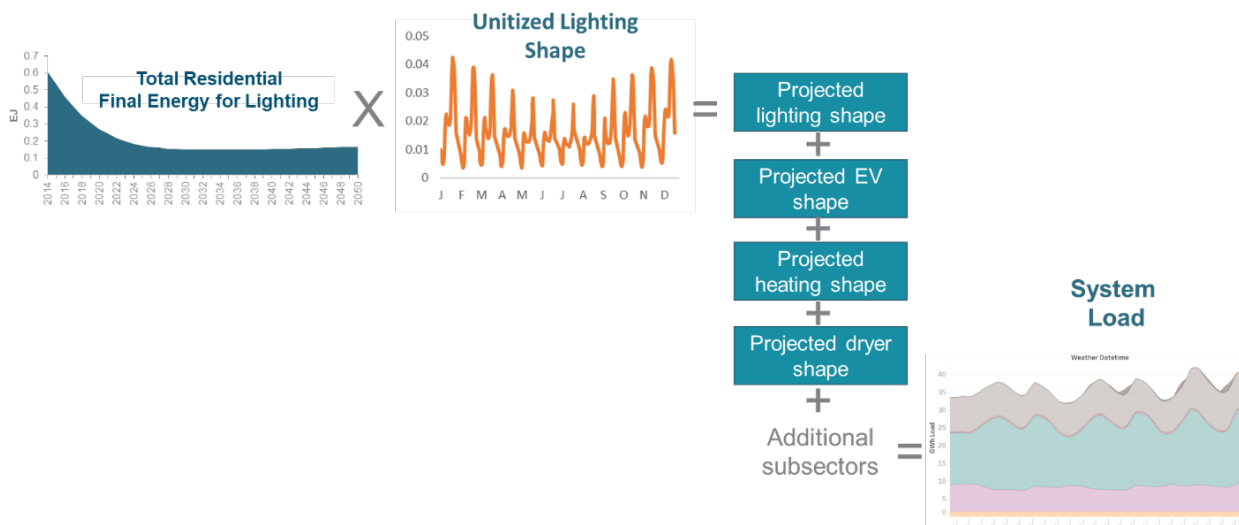 Total Residential
Final Energy for Lighting
EJ
0.7
0.6
0.5
0.4
0.3
0.2
0.1
0
2014
2016
2018
2020
2022
2024
2026
2028
2030
2032
2034
2036
2038
2040
2042
2044
2046
2048
2050
X
Unitized Lighting
Shape
0.05
0.04
0.03
0.02
0.01
0
J F M A M J J A S O N D
=
Projected
lighting shape
+
Projected EV
shape
+
Projected
heating shape
+
Projected dryer
shape
+
Additional
subsectors
=
System
Load
Weather Datetime
GWh Load
40
35
30
25
20
15
10
5
0